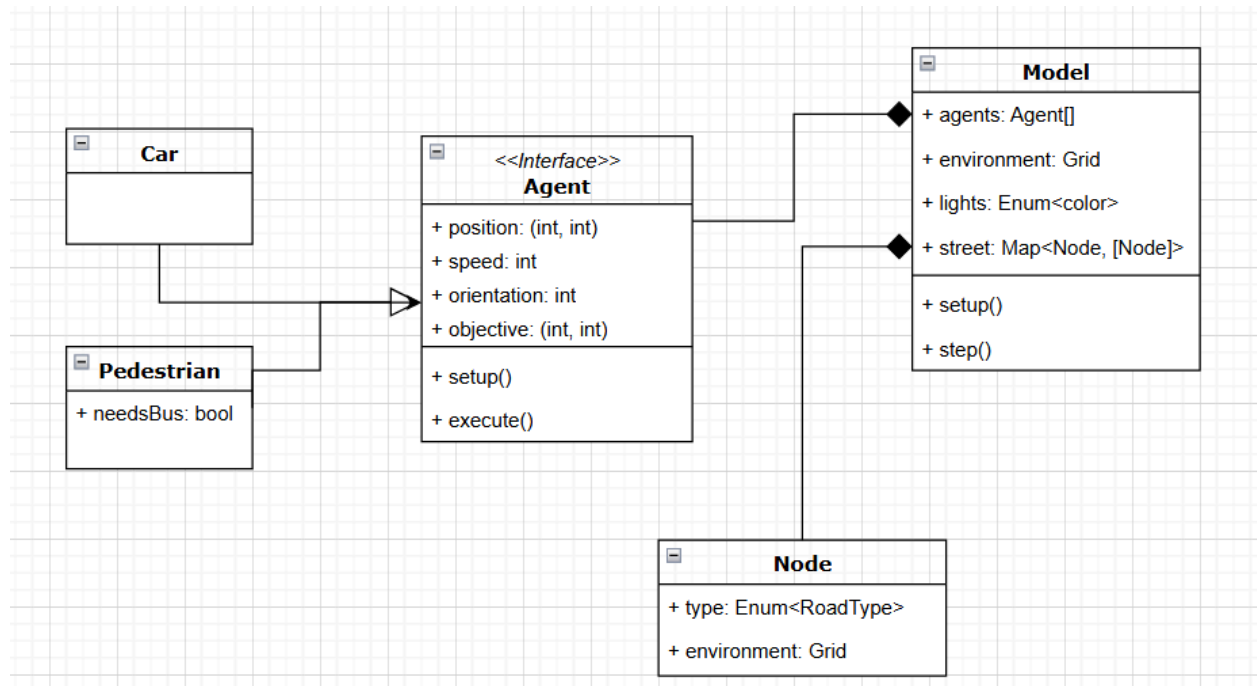 Car
Pedestrian
+ needsBus: bool
<<Interface>>
Agent
+ position: (int, int)
+ speed: int
+ orientation: int
+ objective: (int, int)
+ setup()
+ execute()
Model
+ agents: Agent[]
+ environment: Grid
+ lights: Enum<color>
+ street: Map<Node, [Node]>
+ setup()
+ step()
Node
+ type: Enum<RoadType>
+ environment: Grid